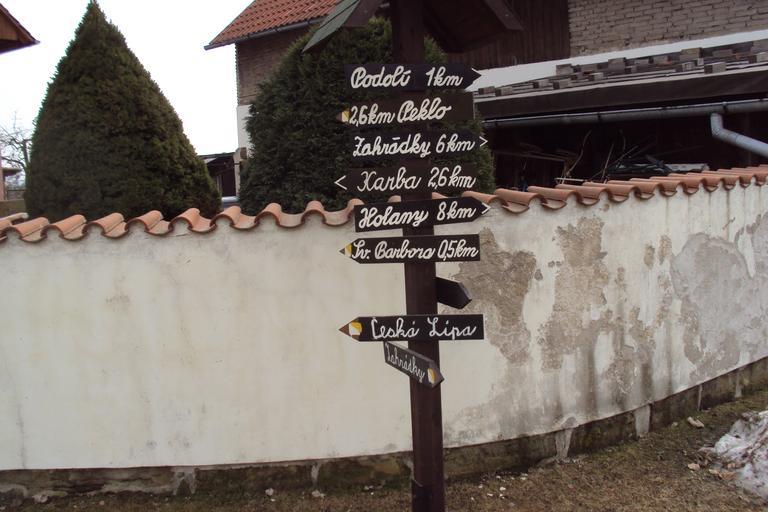 Podolí 1km
2,6km Peklo
Zahrádky 6km
Karba 2,6km
Holany 8km
Sv. Barbora 0,5km
Česká Lípa
Zahrádky